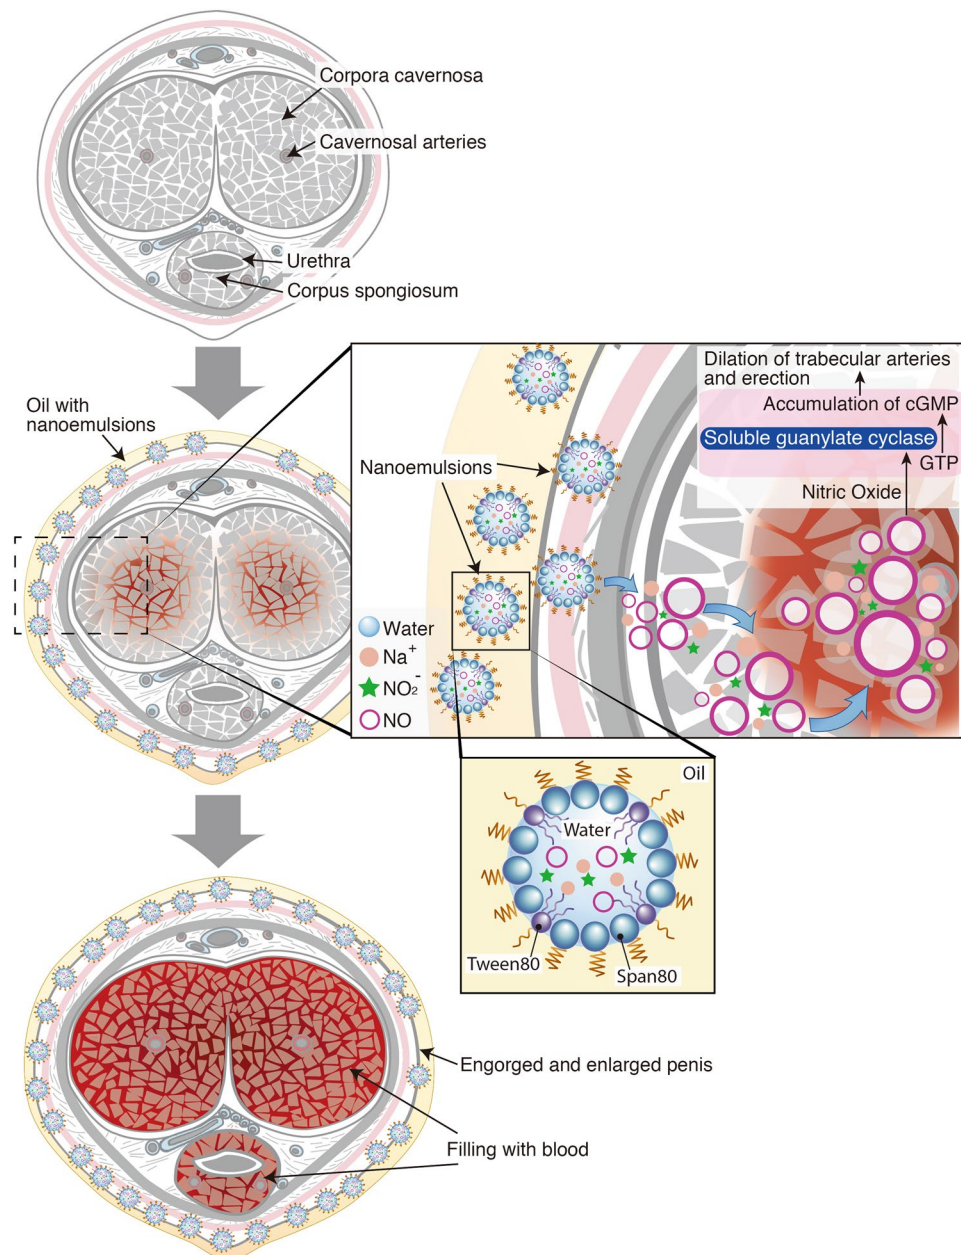 Corpora cavernosa
Cavernosal arteries
Urethra
Corpus spongiosum
Oil with
nanoemulsions
Nanoemulsions
Dilation of trabecular arteries
and erection
Accumulation of cGMP
Soluble guanylate cyclase
GTP
Nitric Oxide
Water
Na⁺
NO₂⁻
NO
Oil
Water
Tween80
Span80
Engorged and enlarged penis
Filling with blood